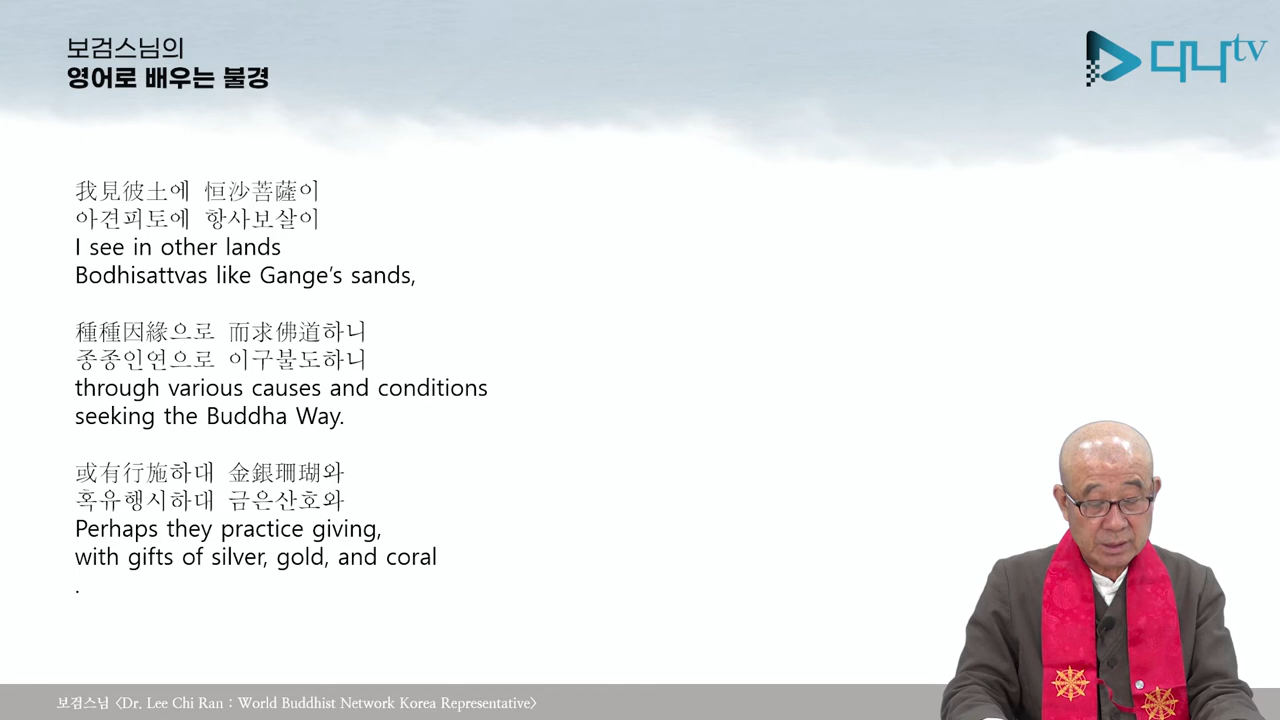 보검스님의
영어로 배우는 불경
다나tv
我見彼土에 恒沙菩薩이
아견피토에 항사보살이
I see in other lands
Bodhisattvas like Gange’s sands,
種種因緣으로 而求佛道하니
종종인연으로 이구불도하니
through various causes and conditions
seeking the Buddha Way.
或有行施하대 金銀珊瑚와
혹유행시하대 금은산호와
Perhaps they practice giving,
with gifts of silver, gold, and coral
.
보검스님 <Dr. Lee Chi Ran : World Buddhist Network Korea Representative>